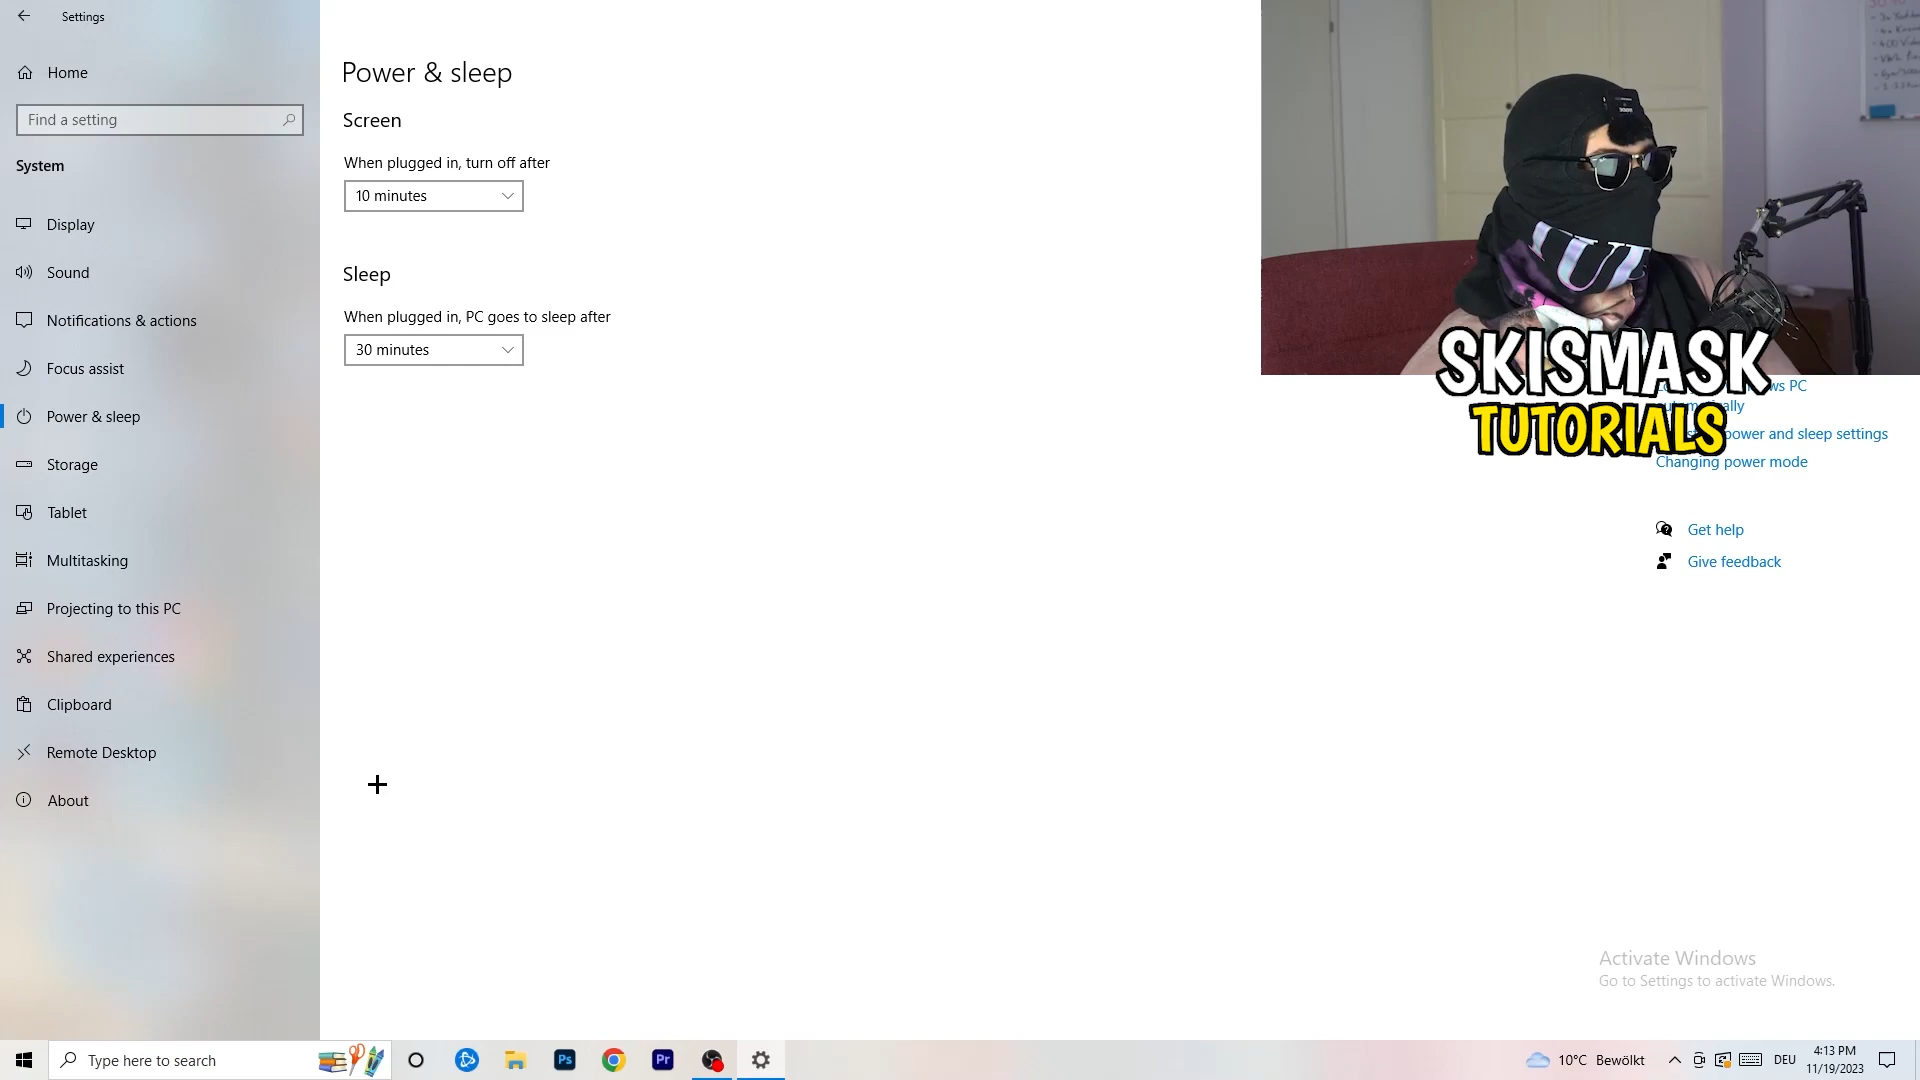 Settings
Home
Find a setting
System
Display
Sound
Notifications & actions
Focus assist
Power & sleep
Storage
Tablet
Multitasking
Projecting to this PC
Shared experiences
Clipboard
Remote Desktop
About
Power & sleep
Screen
When plugged in, turn off after
10 minutes
Sleep
When plugged in, PC goes to sleep after
30 minutes
SKISMASK
TUTORIALS
PC
power and sleep settings
Changing power mode
Get help
Give feedback
Activate Windows
Go to Settings to activate Windows.
Type here to search
Ps
Pr
10°C Bewölkt
DEU
4:13 PM
11/19/2023